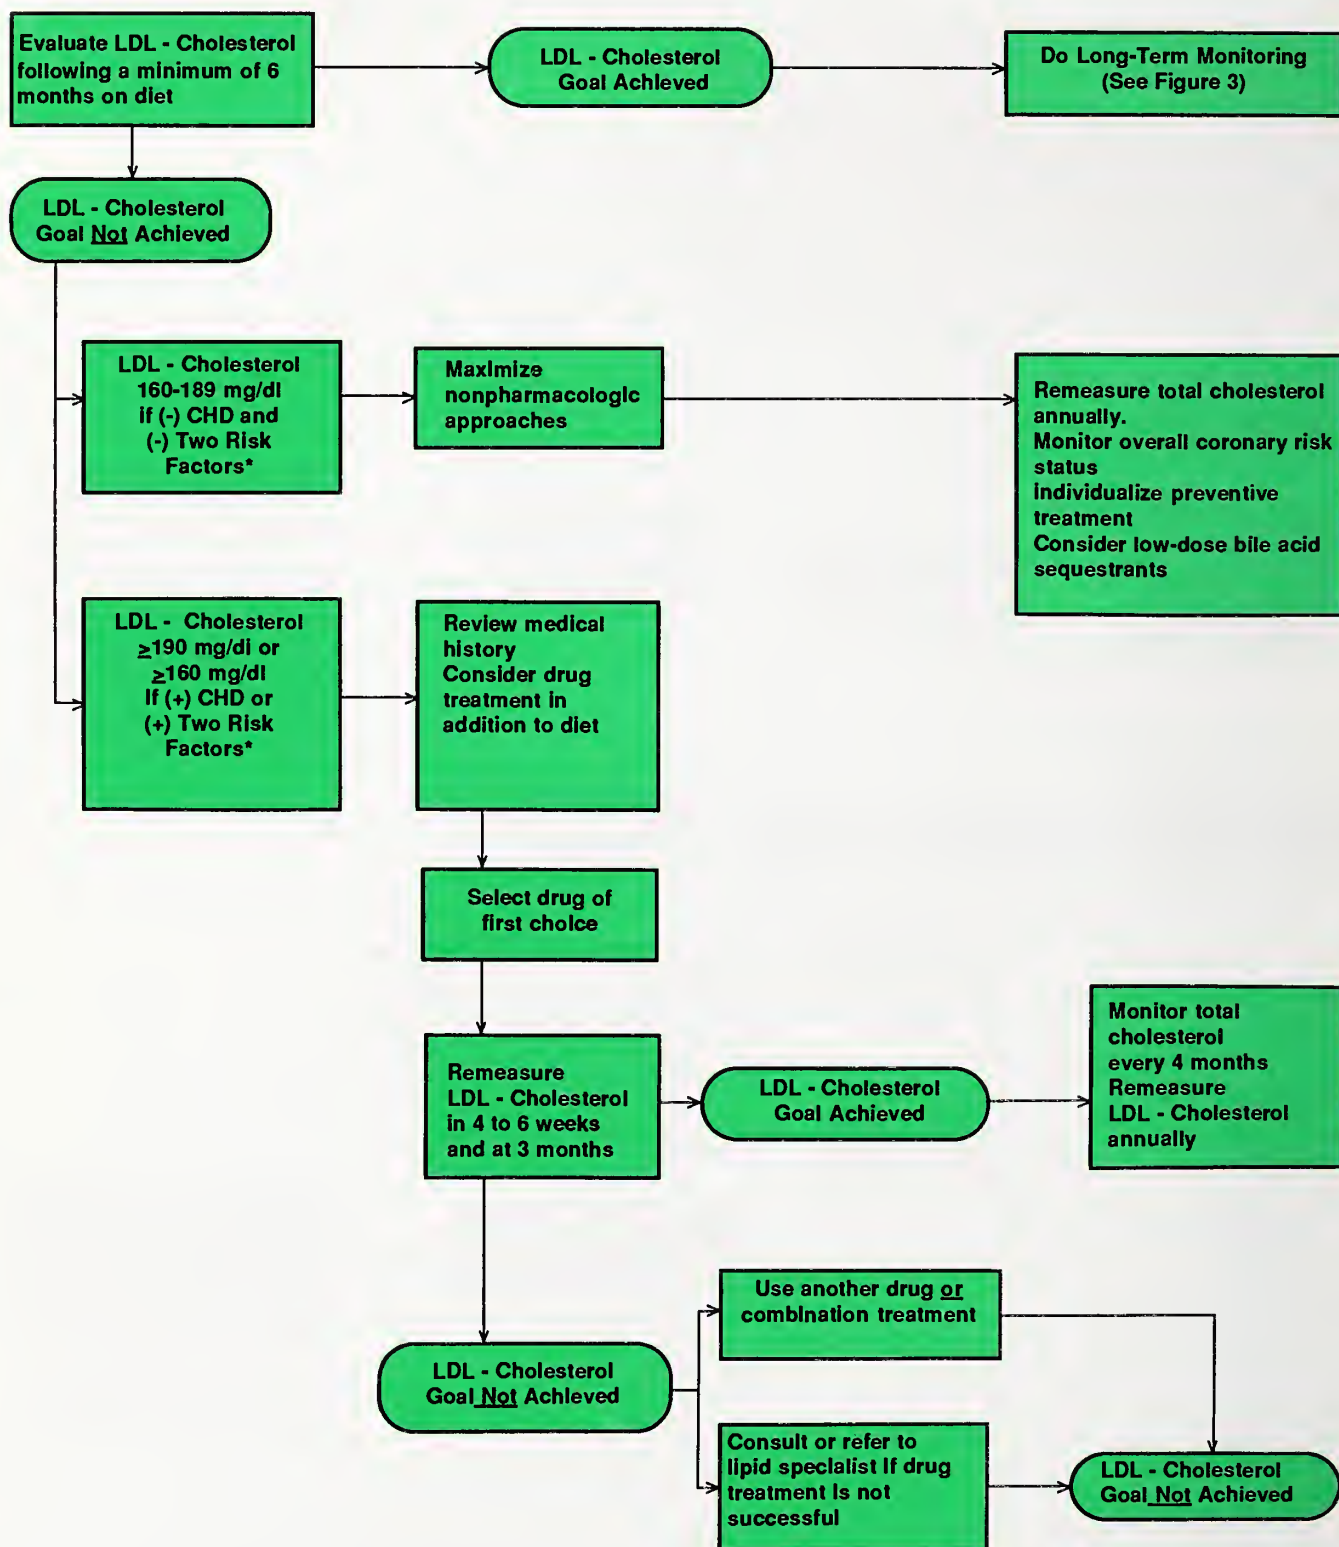 Evaluate LDL - Cholesterol
following a minimum of 6
months on diet
LDL - Cholesterol
Goal Achieved
Do Long-Term Monitoring
(See Figure 3)
LDL - Cholesterol
Goal Not Achieved
LDL - Cholesterol
160-189 mg/dl
if (-) CHD and
(-) Two Risk
Factors*
Maximize
nonpharmacologic
approaches
Remeasure total cholesterol
annually.
Monitor overall coronary risk
status
Individualize preventive
treatment
Consider low-dose bile acid
sequestrants
LDL - Cholesterol
≥190 mg/dl or
≥160 mg/dl
If (+) CHD or
(+) Two Risk
Factors*
Review medical
history
Consider drug
treatment in
addition to diet
Select drug of
first choice
Remeasure
LDL - Cholesterol
in 4 to 6 weeks
and at 3 months
LDL - Cholesterol
Goal Achieved
Monitor total
cholesterol
every 4 months
Remeasure
LDL - Cholesterol
annually
LDL - Cholesterol
Goal Not Achieved
Use another drug or
combination treatment
Consult or refer to
lipid specialist If drug
treatment is not
successful
LDL - Cholesterol
Goal Not Achieved